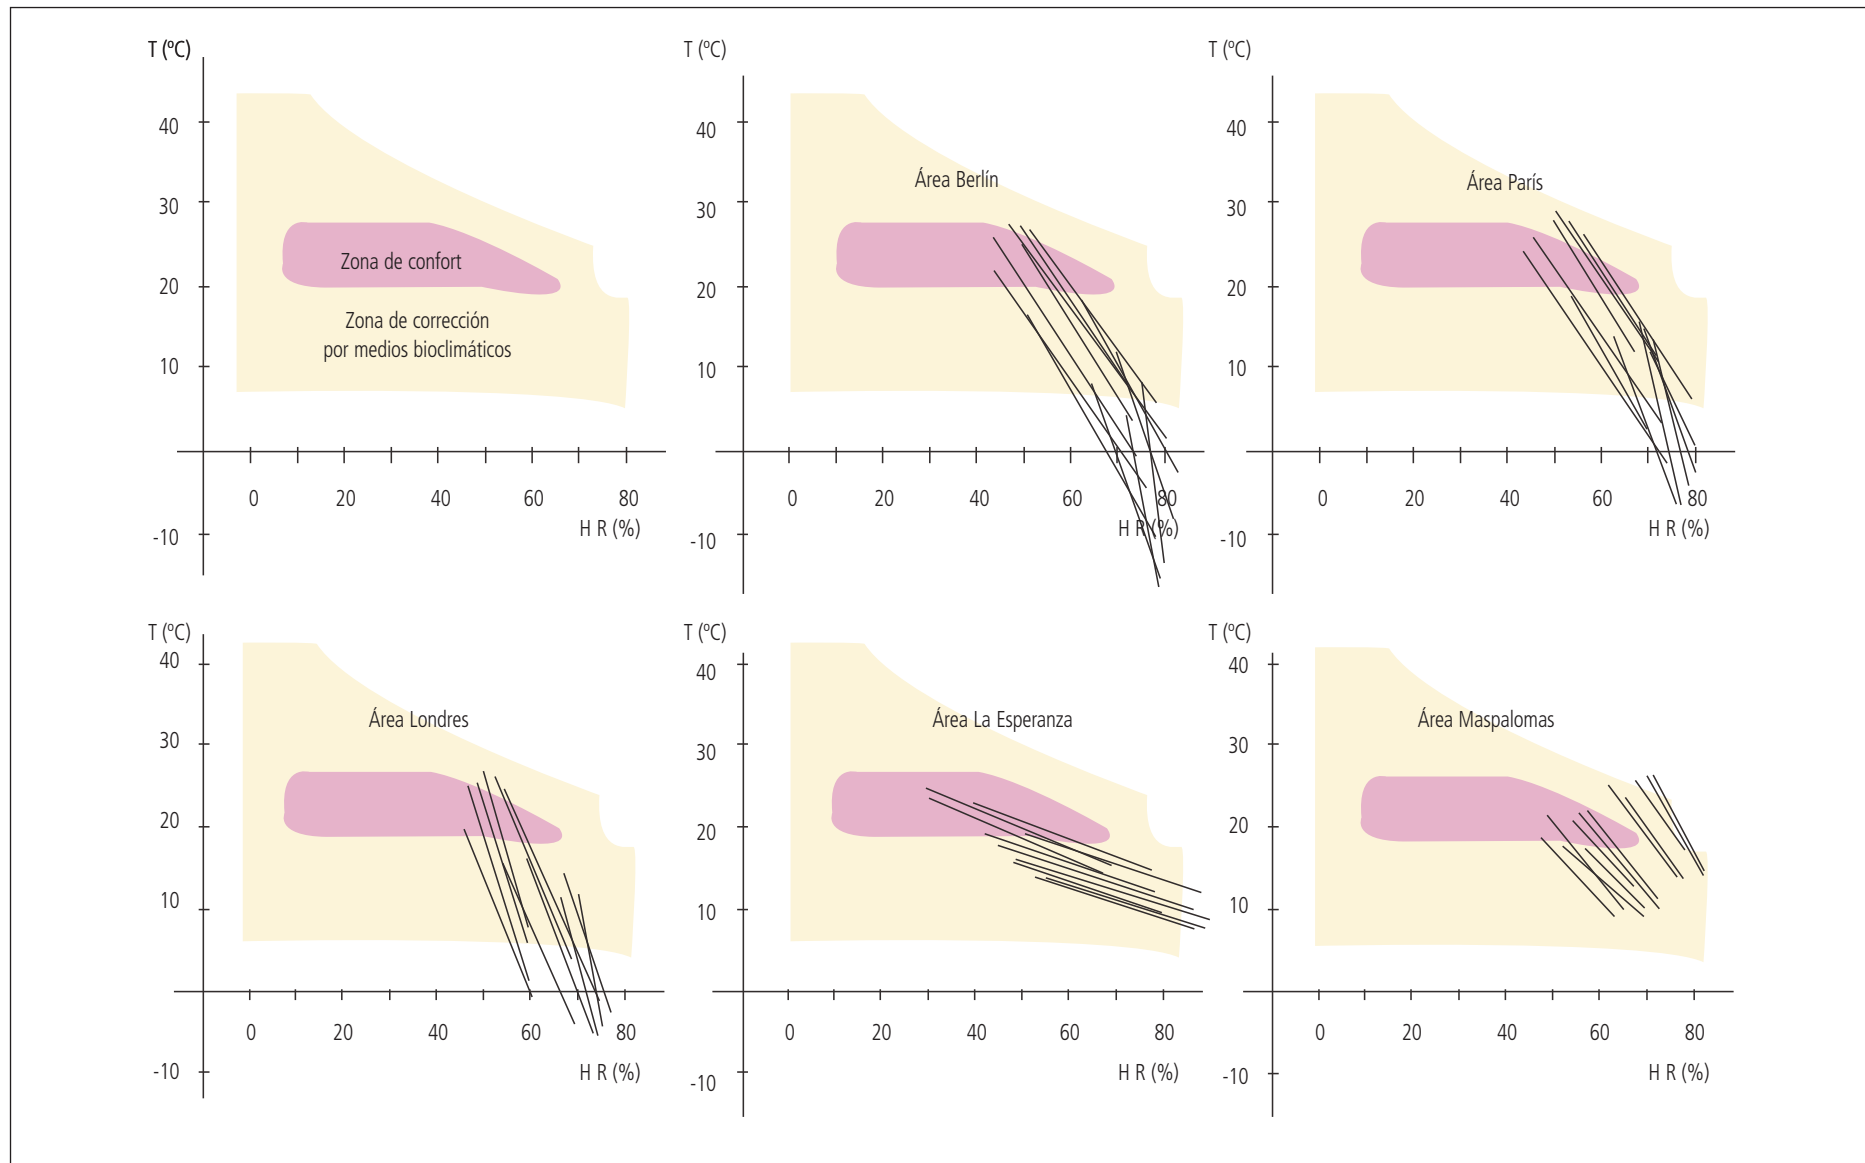 T (ºC)
40
30
20
10
-10
Zona de confort
Zona de corrección
por medios bioclimáticos
0 20 40 60 80
H R (%)
T (ºC)
40
30
20
10
-10
Área Berlín
0 20 40 60 80
H R (%)
T (ºC)
40
30
20
10
-10
Área París
0 20 40 60 80
H R (%)
T (ºC)
40
30
20
10
-10
Área Londres
0 20 40 60 80
H R (%)
T (ºC)
40
30
20
10
-10
Área La Esperanza
0 20 40 60 80
H R (%)
T (ºC)
40
30
20
10
-10
Área Maspalomas
0 20 40 60 80
H R (%)